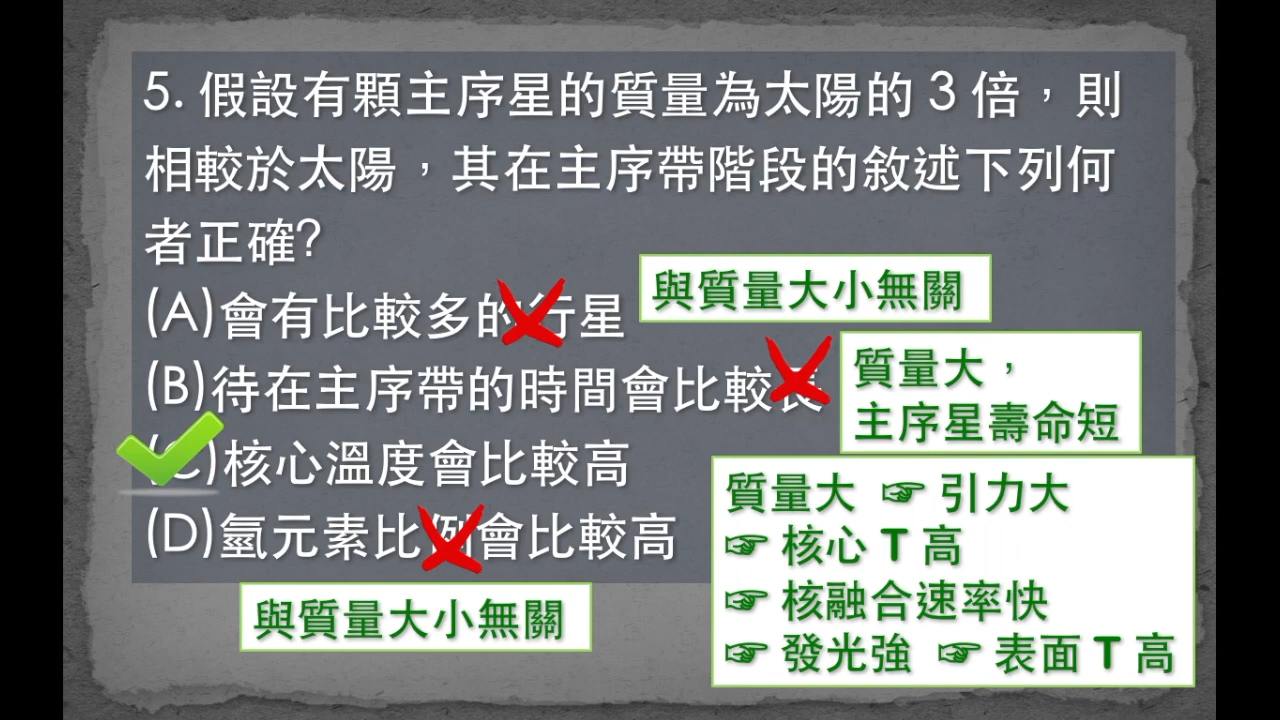 5. 假設有顆主序星的質量為太陽的 3 倍，則
相較於太陽，其在主序帶階段的敘述下列何
者正確?
(A)會有比較多的行星
與質量大小無關
(B)待在主序帶的時間會比較長
質量大，
主序星壽命短
(C)核心溫度會比較高
質量大 ☞ 引力大
☞ 核心 T 高
☞ 核融合速率快
☞ 發光強 ☞ 表面 T 高
(D)氫元素比例會比較高
與質量大小無關